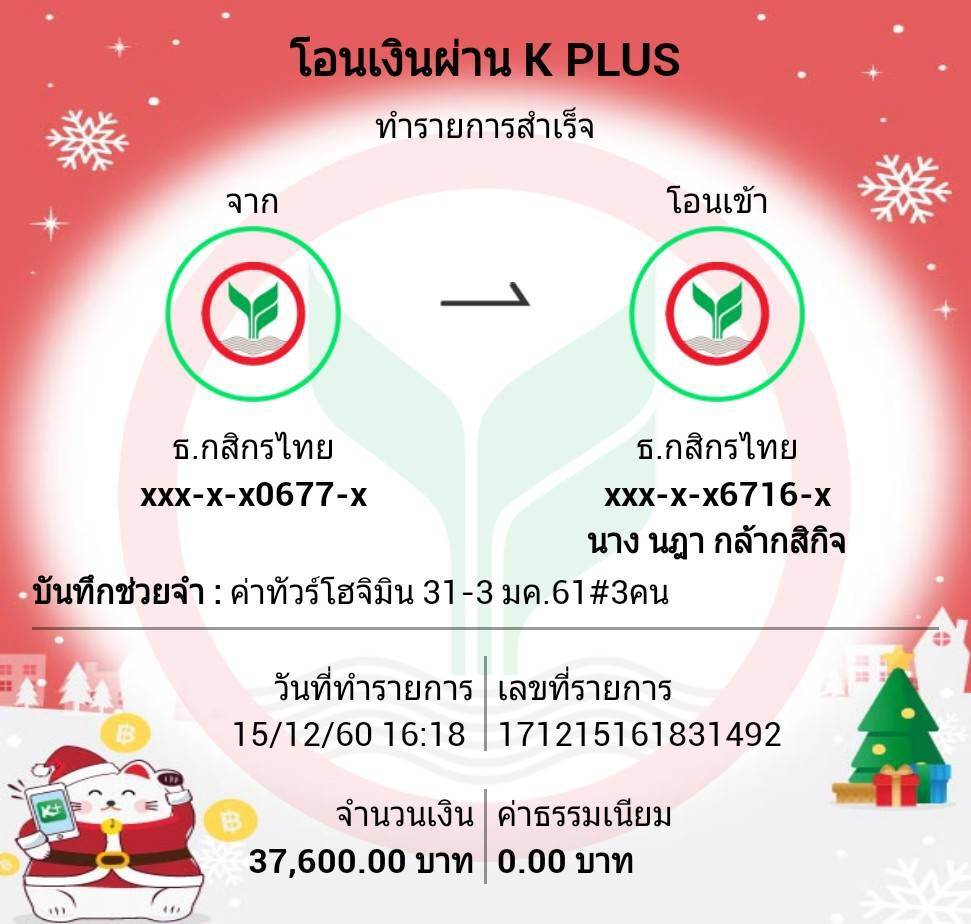 โอนเงินผ่าน K PLUS
ทำรายการสำเร็จ
จาก
โอนเข้า
ธ.กสิกรไทย
xxx-x-x0677-x
ธ.กสิกรไทย
xxx-x-x6716-x
นาง นฎา กล้ากสิกิจ
บันทึกช่วยจำ : ค่าทัวร์โฮจิมิน 31-3 มค.61#3คน
วันที่ทำรายการ
15/12/60 16:18
เลขที่รายการ
171215161831492
จำนวนเงิน
37,600.00 บาท
ค่าธรรมเนียม
0.00 บาท
K+